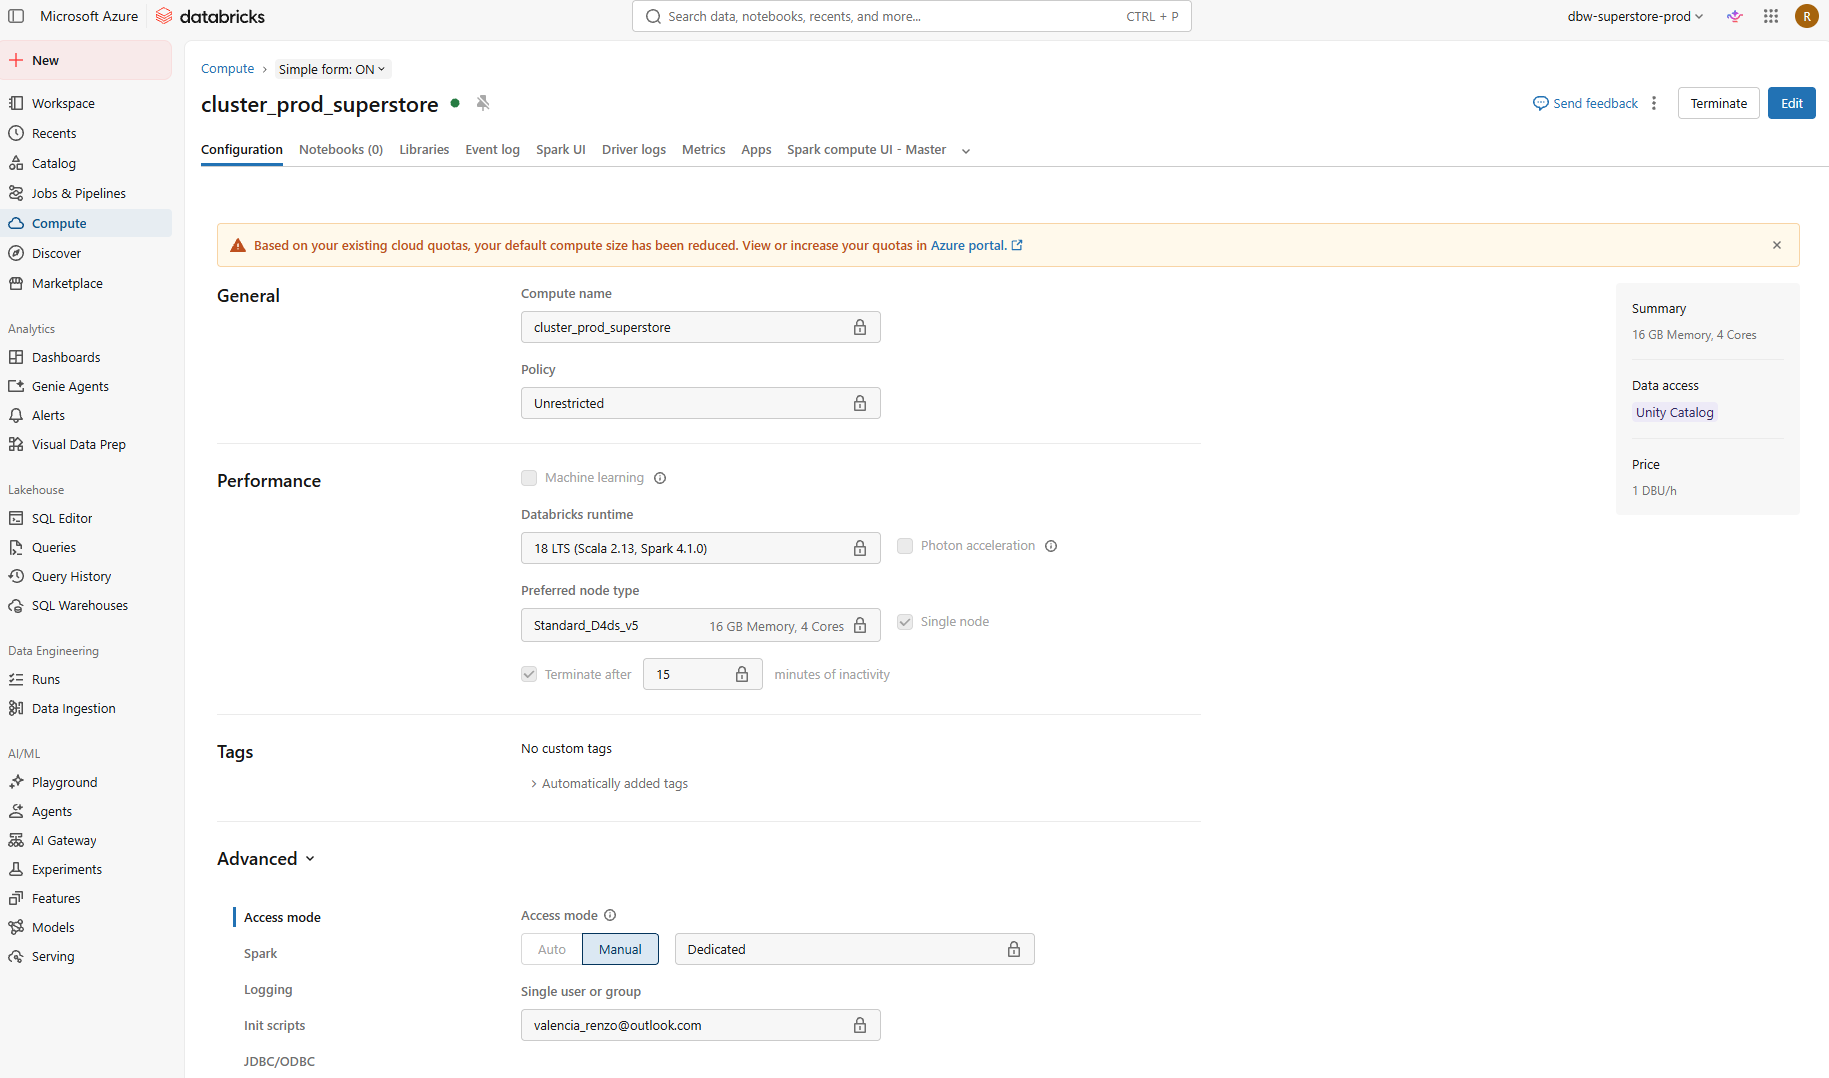 Microsoft Azure
databricks
Search data, notebooks, recents, and more...
CTRL + P
dbw-superstore-prod
R
New
Workspace
Recents
Catalog
Jobs & Pipelines
Compute
Discover
Marketplace
Analytics
Dashboards
Genie Agents
Alerts
Visual Data Prep
Lakehouse
SQL Editor
Queries
Query History
SQL Warehouses
Data Engineering
Runs
Data Ingestion
AI/ML
Playground
Agents
AI Gateway
Experiments
Features
Models
Serving
Compute
Simple form: ON
cluster_prod_superstore
Send feedback
Terminate
Edit
Configuration
Notebooks (0)
Libraries
Event log
Spark UI
Driver logs
Metrics
Apps
Spark compute UI - Master
Based on your existing cloud quotas, your default compute size has been reduced. View or increase your quotas in Azure portal.
General
Compute name
cluster_prod_superstore
Policy
Unrestricted
Performance
Machine learning
Databricks runtime
18 LTS (Scala 2.13, Spark 4.1.0)
Photon acceleration
Preferred node type
Standard_D4ds_v5
16 GB Memory, 4 Cores
Single node
Terminate after
15
minutes of inactivity
Tags
No custom tags
Automatically added tags
Advanced
Access mode
Spark
Logging
Init scripts
JDBC/ODBC
Access mode
Auto
Manual
Dedicated
Single user or group
valencia_renzo@outlook.com
Summary
16 GB Memory, 4 Cores
Data access
Unity Catalog
Price
1 DBU/h